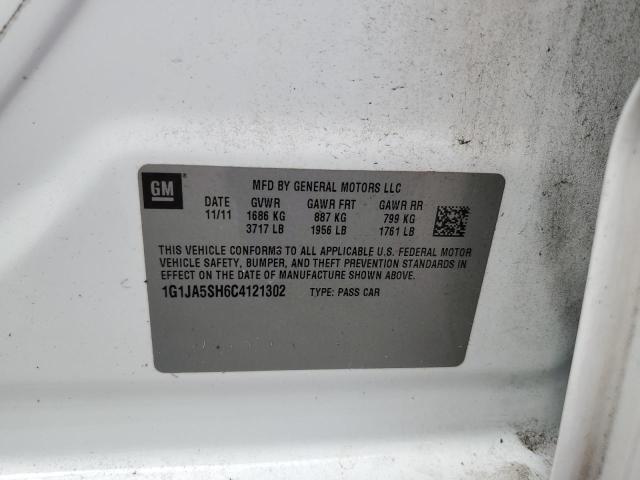 GM
MFD BY GENERAL MOTORS LLC
DATE GVWR GAWR FRT GAWR RR
11/11 1686 KG 887 KG 799 KG
3717 LB 1956 LB 1761 LB
THIS VEHICLE CONFORMS TO ALL APPLICABLE U.S. FEDERAL MOTOR
VEHICLE SAFETY, BUMPER, AND THEFT PREVENTION STANDARDS IN
EFFECT ON THE DATE OF MANUFACTURE SHOWN ABOVE.
1G1JA5SH6C4121302 TYPE: PASS CAR